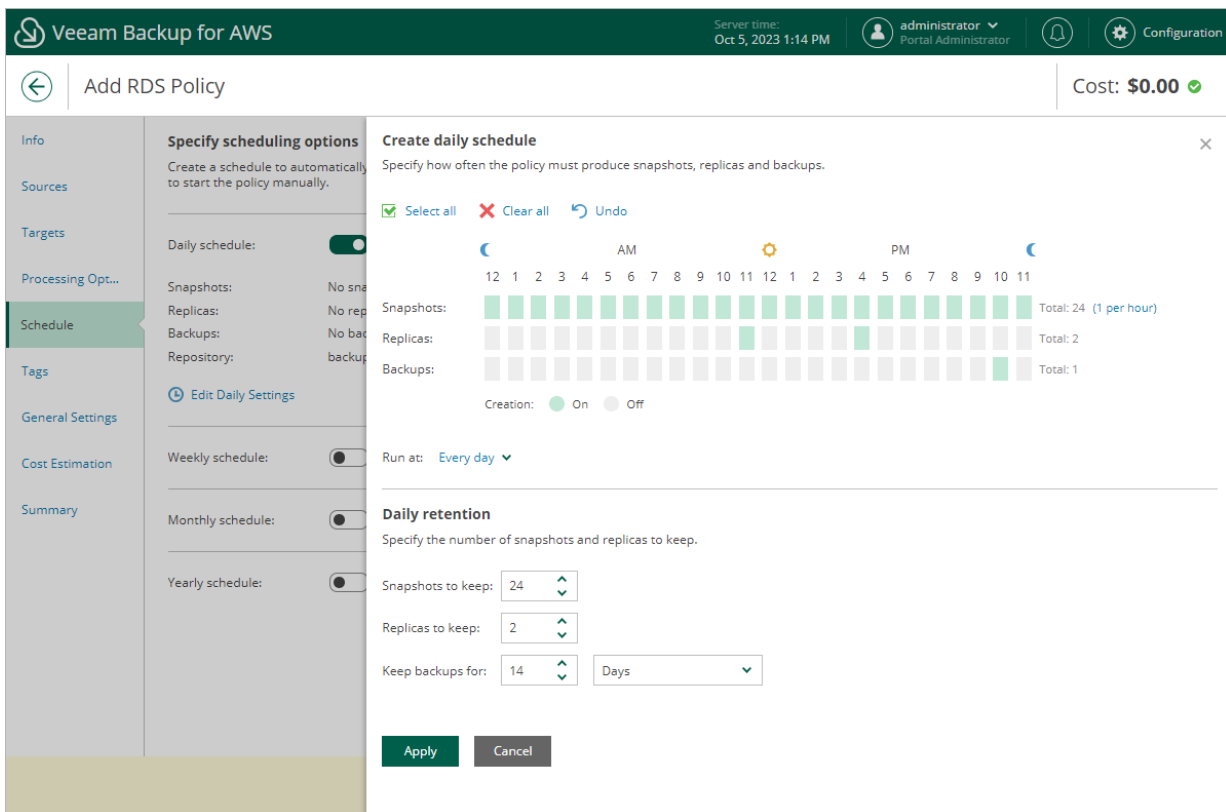 Veeam Backup for AWS
Server time:
Oct 5, 2023 1:14 PM
administrator
Portal Administrator
Configuration
Add RDS Policy
Cost: $0.00
Info
Sources
Targets
Processing Opt...
Schedule
Tags
General Settings
Cost Estimation
Summary
Specify scheduling options
Create a schedule to automatically
to start the policy manually.
Daily schedule:
Snapshots: No sna
Replicas: No rep
Backups: No bac
Repository: backup
Edit Daily Settings
Weekly schedule:
Monthly schedule:
Yearly schedule:
Create daily schedule
Specify how often the policy must produce snapshots, replicas and backups.
Select all Clear all Undo
AM PM
12 1 2 3 4 5 6 7 8 9 10 11 12 1 2 3 4 5 6 7 8 9 10 11
Snapshots: Total: 24 (1 per hour)
Replicas: Total: 2
Backups: Total: 1
Creation: On Off
Run at: Every day
Daily retention
Specify the number of snapshots and replicas to keep.
Snapshots to keep: 24
Replicas to keep: 2
Keep backups for: 14 Days
Apply Cancel